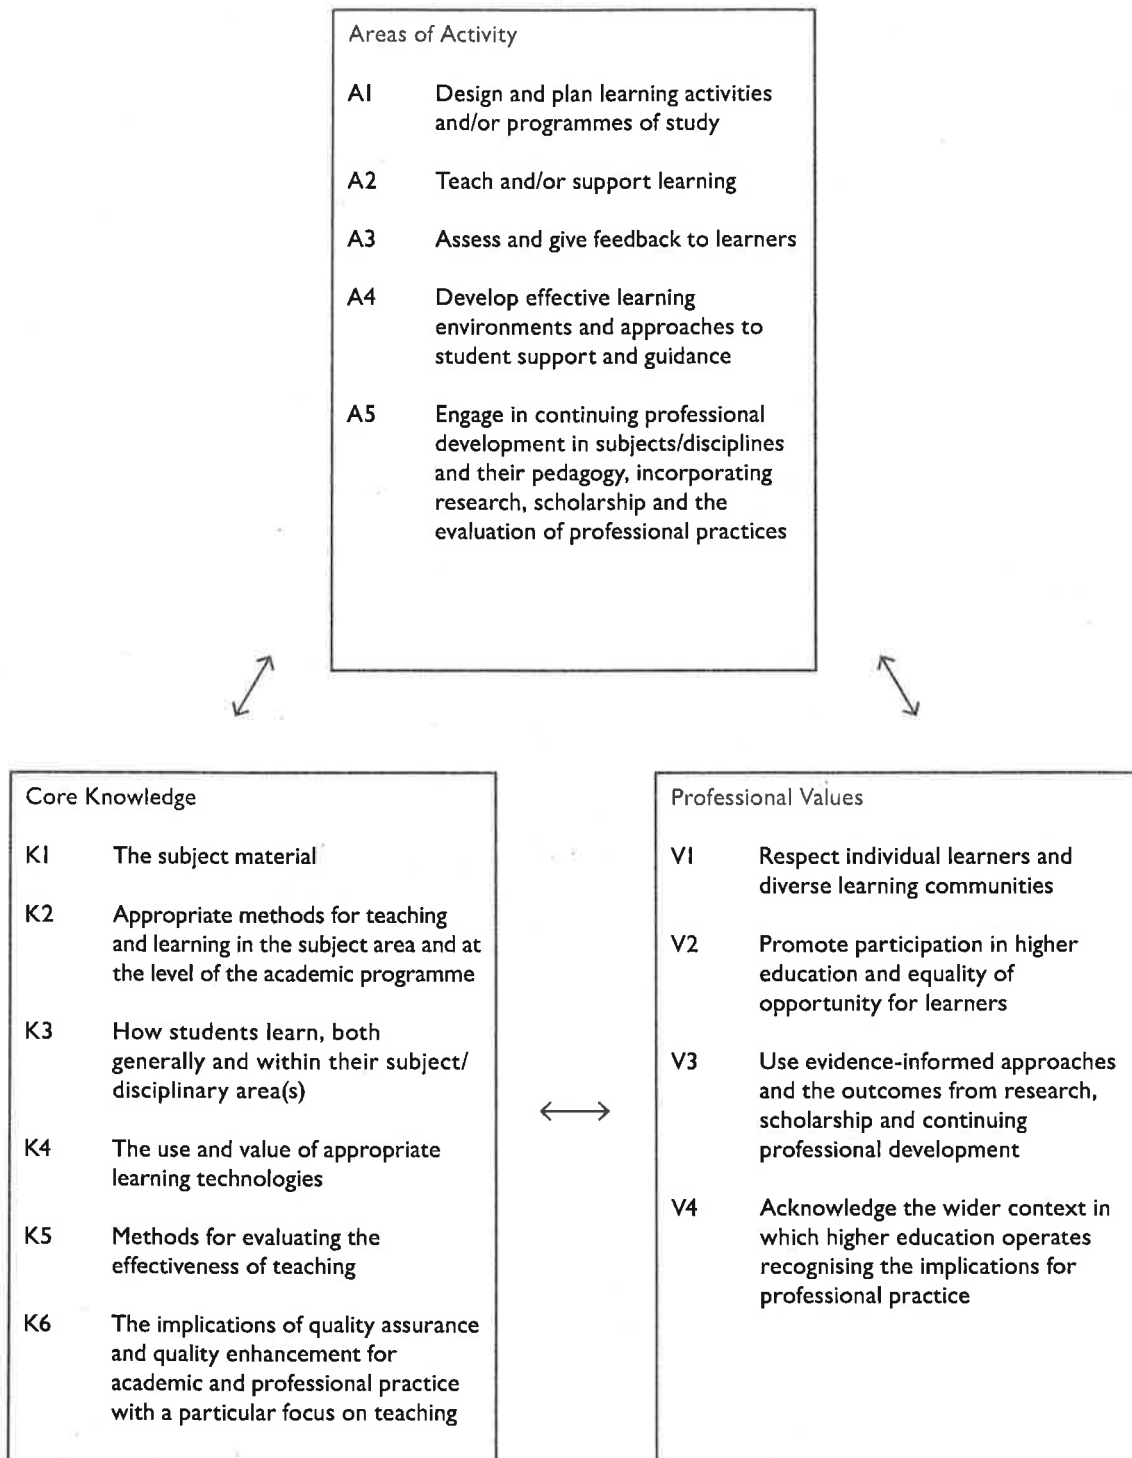 Areas of Activity
A1 Design and plan learning activities
and/or programmes of study
A2 Teach and/or support learning
A3 Assess and give feedback to learners
A4 Develop effective learning
environments and approaches to
student support and guidance
A5 Engage in continuing professional
development in subjects/disciplines
and their pedagogy, incorporating
research, scholarship and the
evaluation of professional practices
Core Knowledge
K1 The subject material
K2 Appropriate methods for teaching
and learning in the subject area and at
the level of the academic programme
K3 How students learn, both
generally and within their subject/
disciplinary area(s)
K4 The use and value of appropriate
learning technologies
K5 Methods for evaluating the
effectiveness of teaching
K6 The implications of quality assurance
and quality enhancement for
academic and professional practice
with a particular focus on teaching
Professional Values
V1 Respect individual learners and
diverse learning communities
V2 Promote participation in higher
education and equality of
opportunity for learners
V3 Use evidence-informed approaches
and the outcomes from research,
scholarship and continuing
professional development
V4 Acknowledge the wider context in
which higher education operates
recognising the implications for
professional practice